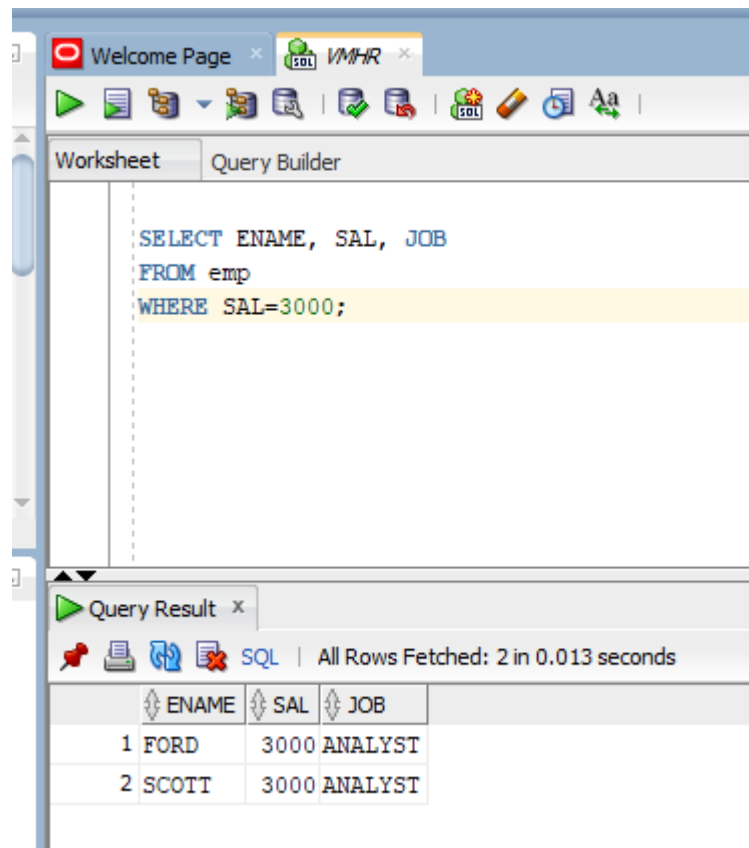 Welcome Page VMHR
Worksheet Query Builder
SELECT ENAME, SAL, JOB
FROM emp
WHERE SAL=3000;
Query Result x
SQL | All Rows Fetched: 2 in 0.013 seconds
ENAME SAL JOB
1 FORD 3000 ANALYST
2 SCOTT 3000 ANALYST